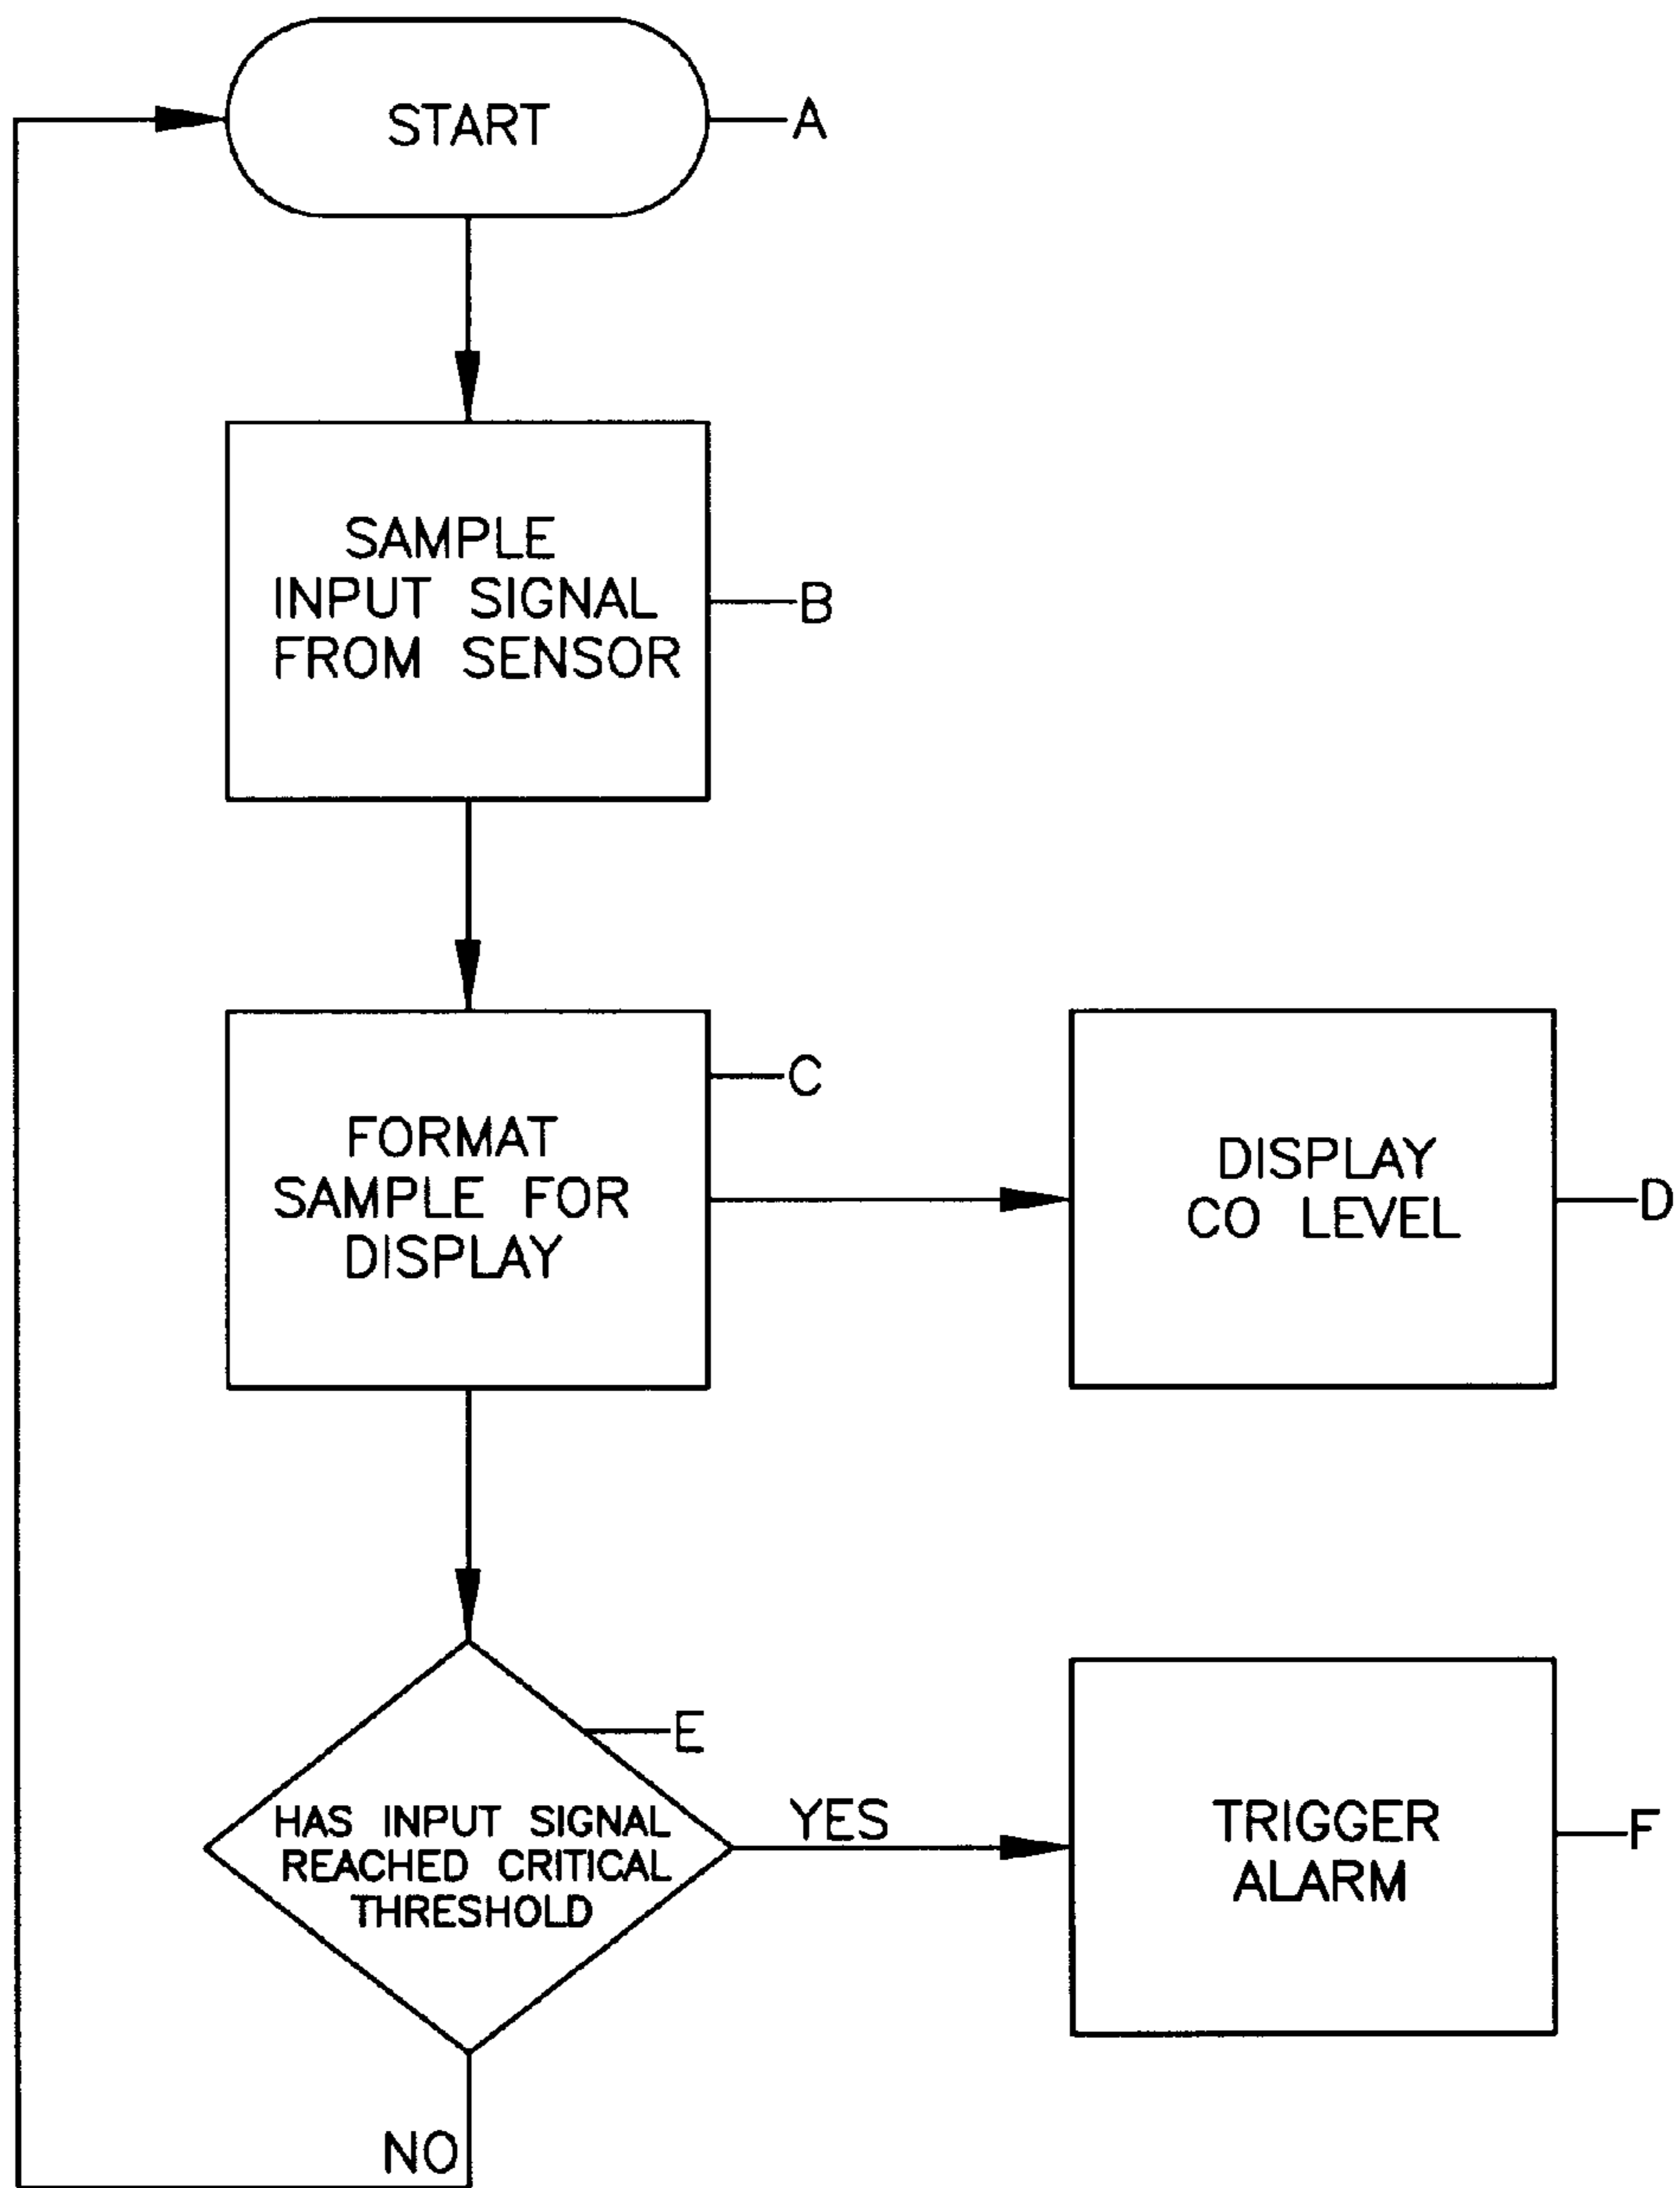 START
A
SAMPLE
INPUT SIGNAL
FROM SENSOR
B
C
FORMAT
SAMPLE FOR
DISPLAY
DISPLAY
CO LEVEL
D
E
HAS INPUT SIGNAL
REACHED CRITICAL
THRESHOLD
YES
TRIGGER
ALARM
F
NO